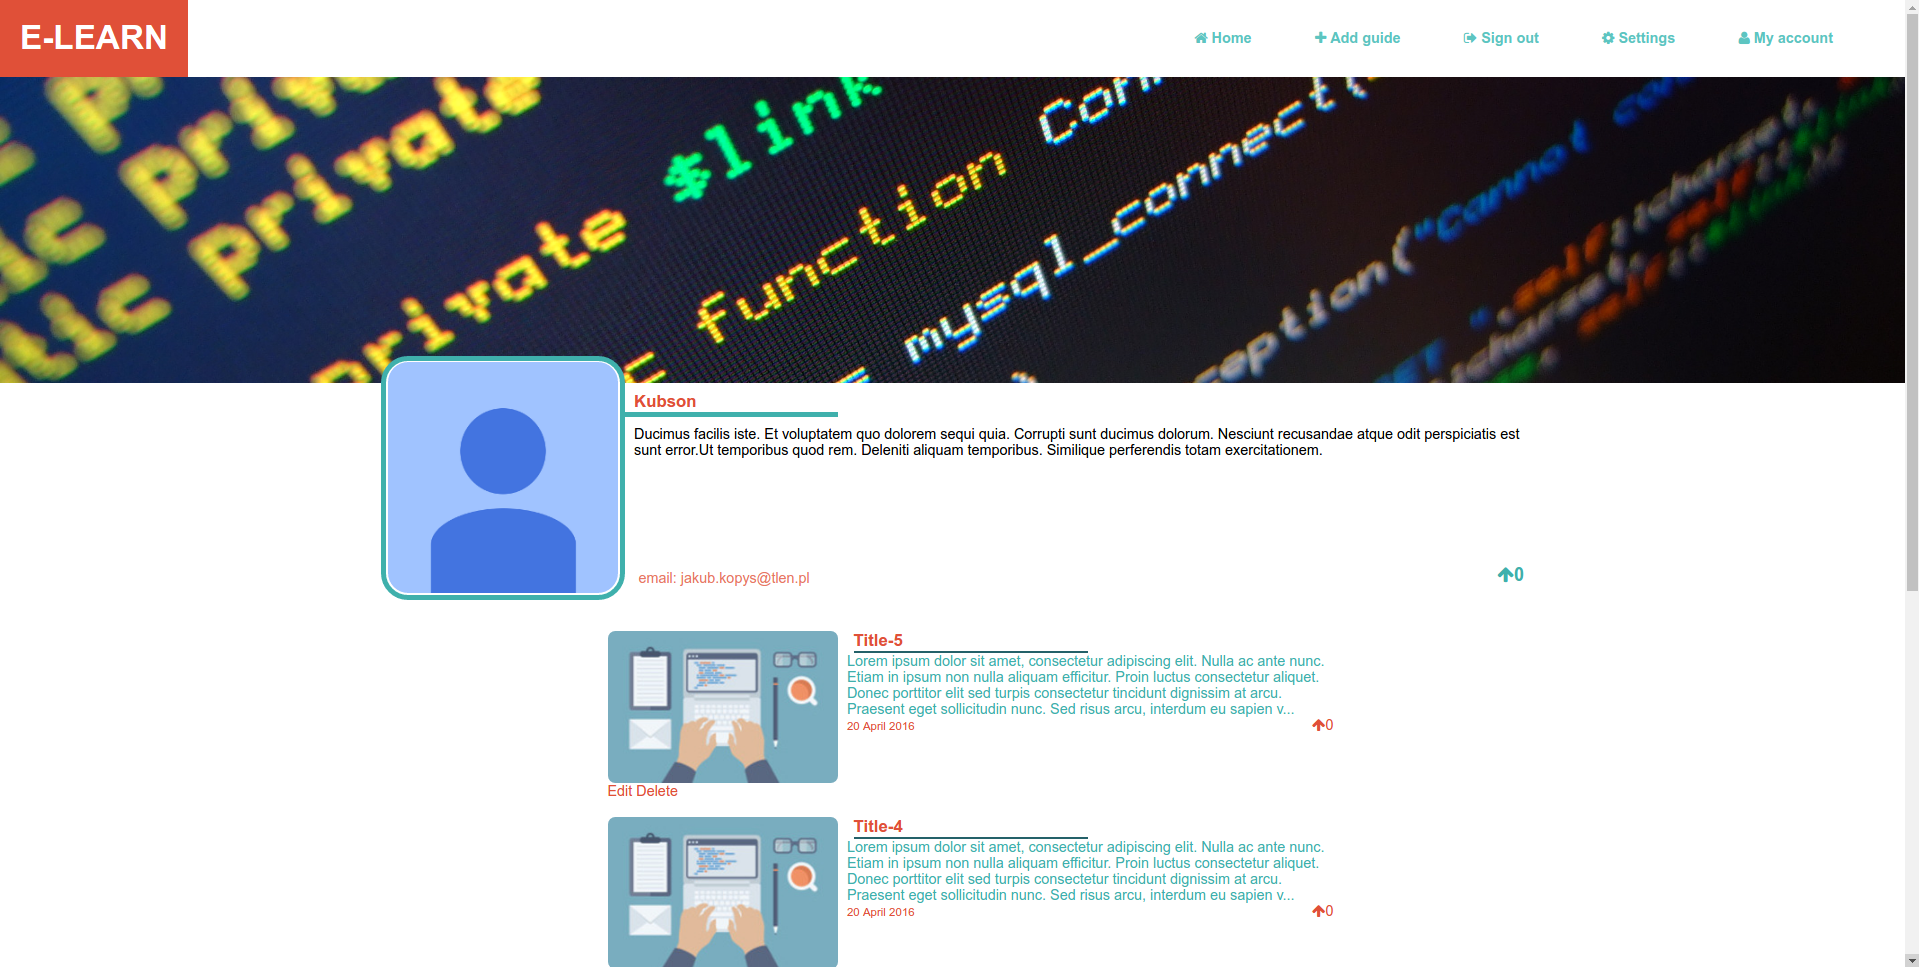 E-LEARN
Home
Add guide
Sign out
Settings
My account
private
$link
private
function
mysql_connect(
Kubson
Ducimus facilis iste. Et voluptatem quo dolorem sequi quia. Corrupti sunt ducimus dolorum. Nesciunt recusandae atque odit perspiciatis est
sunt error.Ut temporibus quod rem. Deleniti aliquam temporibus. Similique perferendis totam exercitationem.
email: jakub.kopys@tlen.pl
0
Title-5
Lorem ipsum dolor sit amet, consectetur adipiscing elit. Nulla ac ante nunc.
Etiam in ipsum non nulla aliquam efficitur. Proin luctus consectetur aliquet.
Donec porttitor elit sed turpis consectetur tincidunt dignissim at arcu.
Praesent eget sollicitudin nunc. Sed risus arcu, interdum eu sapien v...
20 April 2016
0
Edit Delete
Title-4
Lorem ipsum dolor sit amet, consectetur adipiscing elit. Nulla ac ante nunc.
Etiam in ipsum non nulla aliquam efficitur. Proin luctus consectetur aliquet.
Donec porttitor elit sed turpis consectetur tincidunt dignissim at arcu.
Praesent eget sollicitudin nunc. Sed risus arcu, interdum eu sapien v...
20 April 2016
0